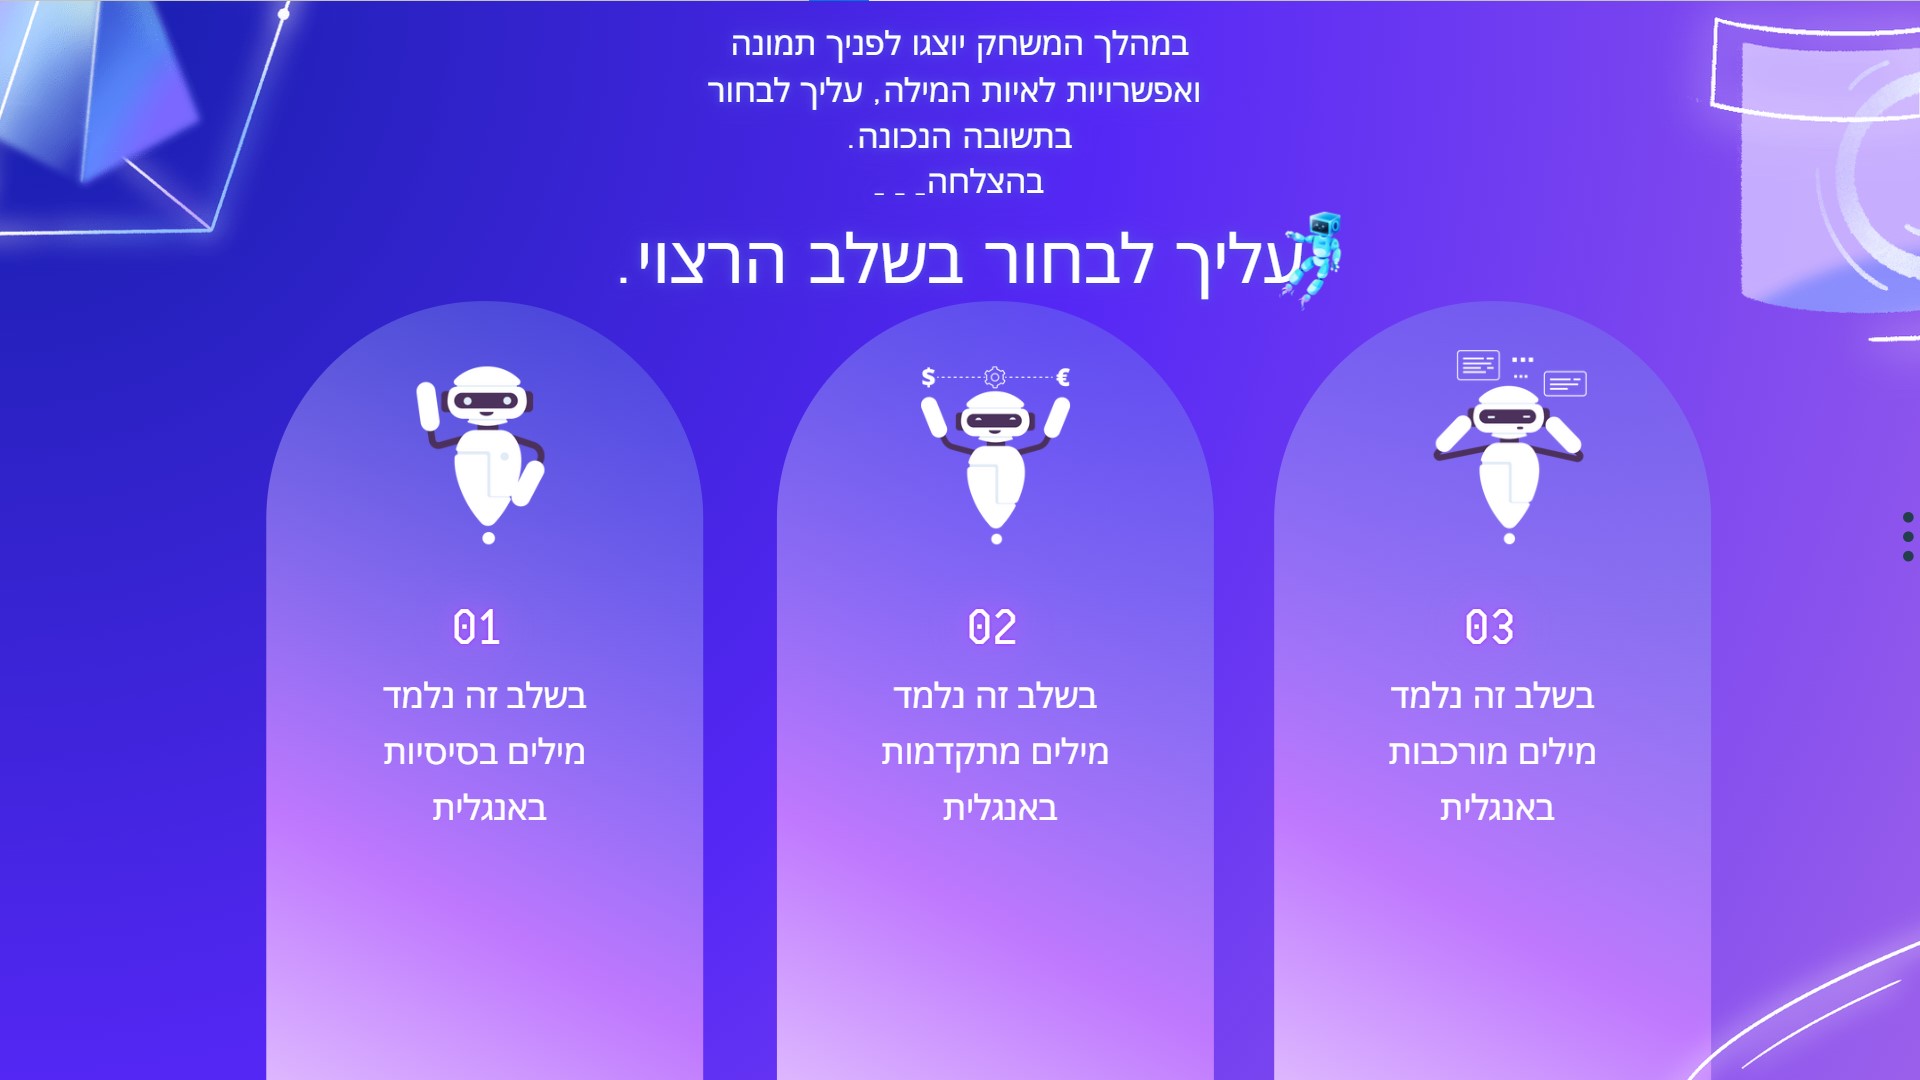 במהלך המשחק יוצגו לפניך תמונה
ואפשרויות לאיות המילה, עליך לבחור
בתשובה הנכונה.
בהצלחה_ _ _
עליך לבחור בשלב הרצוי.
$ €
01
בשלב זה נלמד
מילים בסיסיות
באנגלית
02
בשלב זה נלמד
מילים מתקדמות
באנגלית
03
בשלב זה נלמד
מילים מורכבות
באנגלית